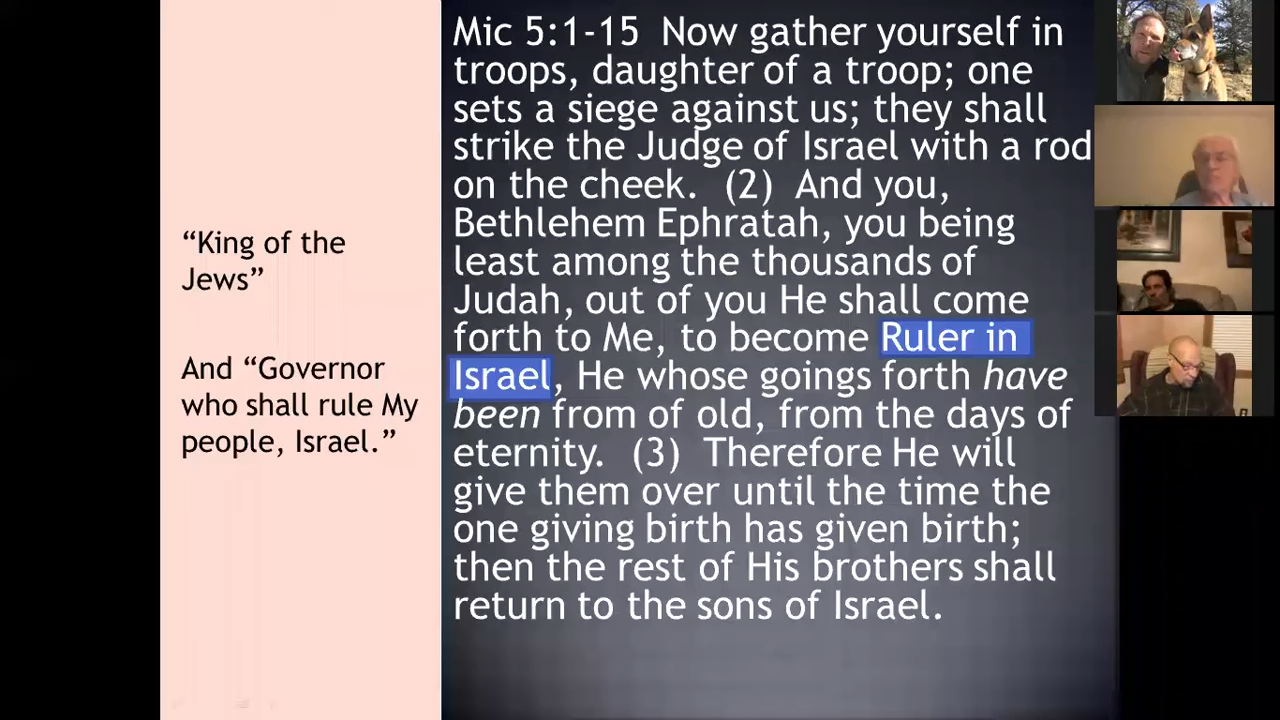 “King of the
Jews”
And “Governor
who shall rule My
people, Israel.”
Mic 5:1-15 Now gather yourself in
troops, daughter of a troop; one
sets a siege against us; they shall
strike the Judge of Israel with a rod
on the cheek. (2) And you,
Bethlehem Ephratah, you being
least among the thousands of
Judah, out of you He shall come
forth to Me, to become Ruler in
Israel, He whose goings forth have
been from of old, from the days of
eternity. (3) Therefore He will
give them over until the time the
one giving birth has given birth;
then the rest of His brothers shall
return to the sons of Israel.